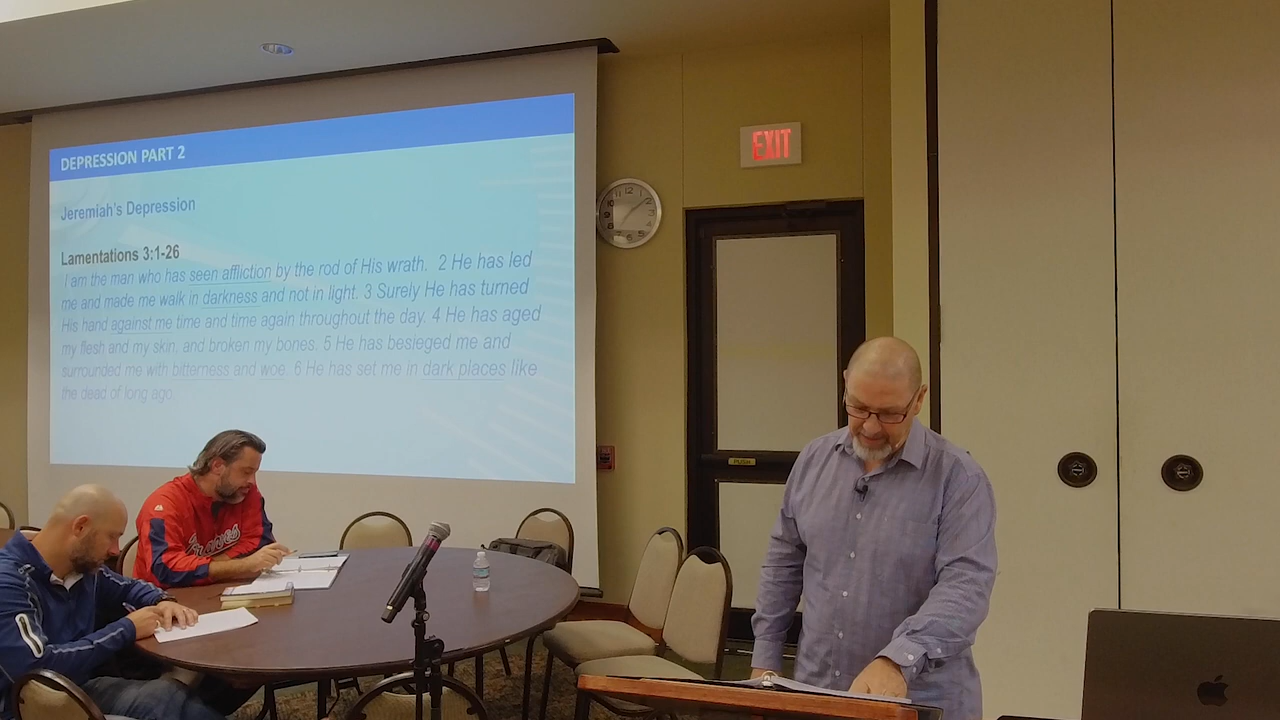 DEPRESSION PART 2
Jeremiah's Depression
Lamentations 3:1-26
I am the man who has seen affliction by the rod of His wrath. 2 He has led
me and made me walk in darkness and not in light. 3 Surely He has turned
His hand against me time and time again throughout the day. 4 He has aged
my flesh and my skin, and broken my bones. 5 He has besieged me and
surrounded me with bitterness and woe. 6 He has set me in dark places like
the dead of long ago.
EXIT
PUSH
Braves